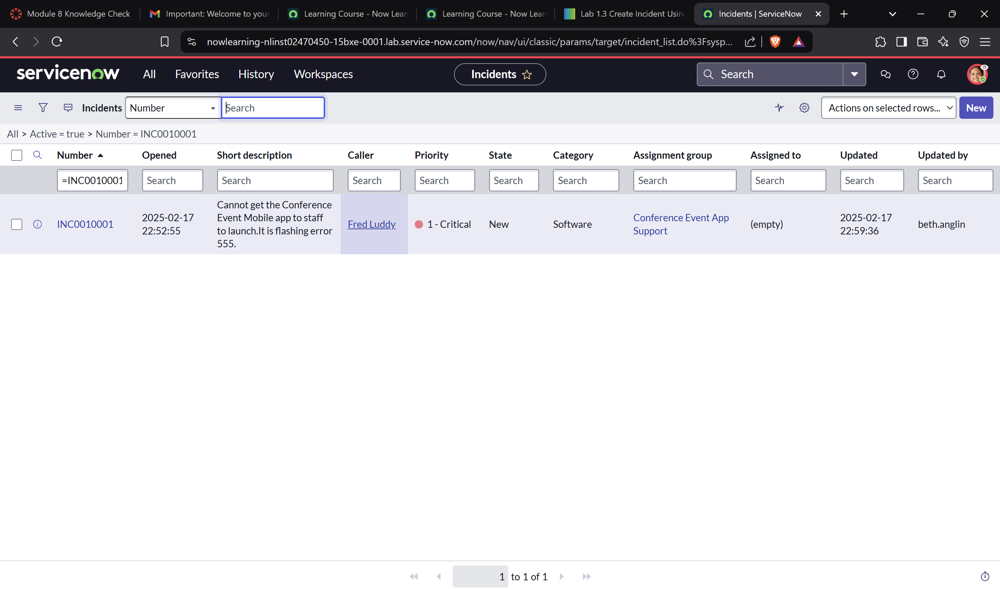 Module 8 Knowledge Check
Important: Welcome to your
Learning Course - Now Lear
Learning Course - Now Lear
Lab 1.3 Create Incident Using
Incidents | ServiceNow
nowlearning-nlinst02470450-15bxe-0001.lab.service-now.com/now/nav/ui/classic/params/target/incident_list.do%3Fsysp...
servicenow All Favorites History Workspaces Incidents Search
Incidents Number Search Actions on selected rows... New
All > Active = true > Number = INC0010001
Number Opened Short description Caller Priority State Category Assignment group Assigned to Updated Updated by
=INC0010001 Search Search Search Search Search Search Search Search Search Search
INC0010001
2025-02-17
22:52:55
Cannot get the Conference
Event Mobile app to staff
to launch.It is flashing error
555.
Fred Luddy
1 - Critical
New
Software
Conference Event App
Support
(empty)
2025-02-17
22:59:36
beth.anglin
1 to 1 of 1